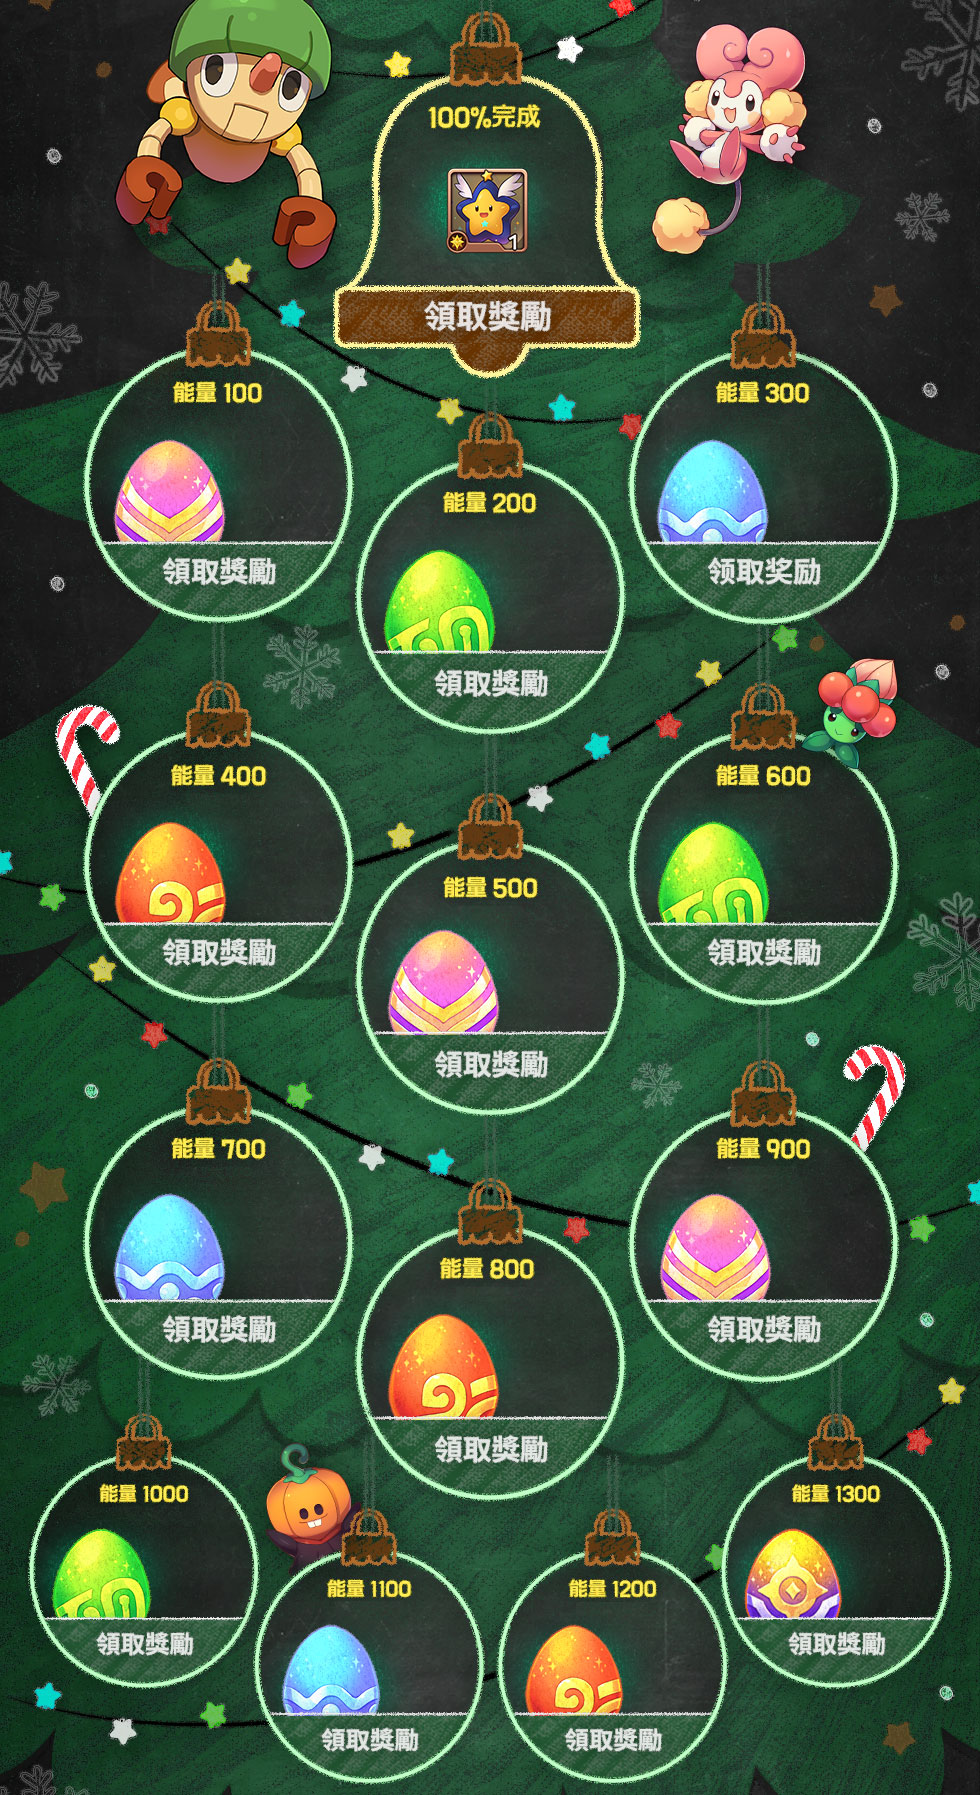 100%完成
1
領取獎勵
能量 100
領取獎勵
能量 300
领取奖励
能量 200
領取獎勵
能量 400
領取獎勵
能量 600
領取獎勵
能量 500
領取獎勵
能量 700
領取獎勵
能量 900
領取獎勵
能量 800
領取獎勵
能量 1000
領取獎勵
能量 1300
領取獎勵
能量 1100
領取獎勵
能量 1200
領取獎勵